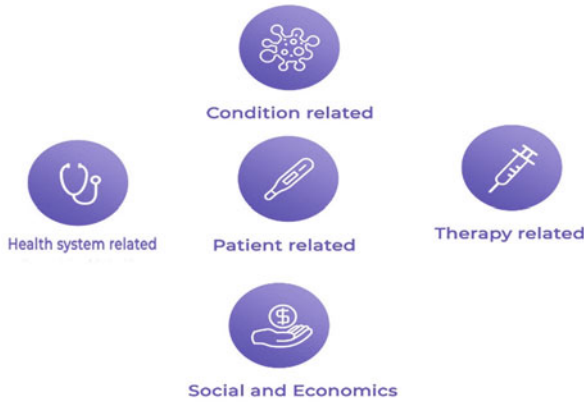 Condition related
Health system related
Patient related
Therapy related
$
Social and Economics